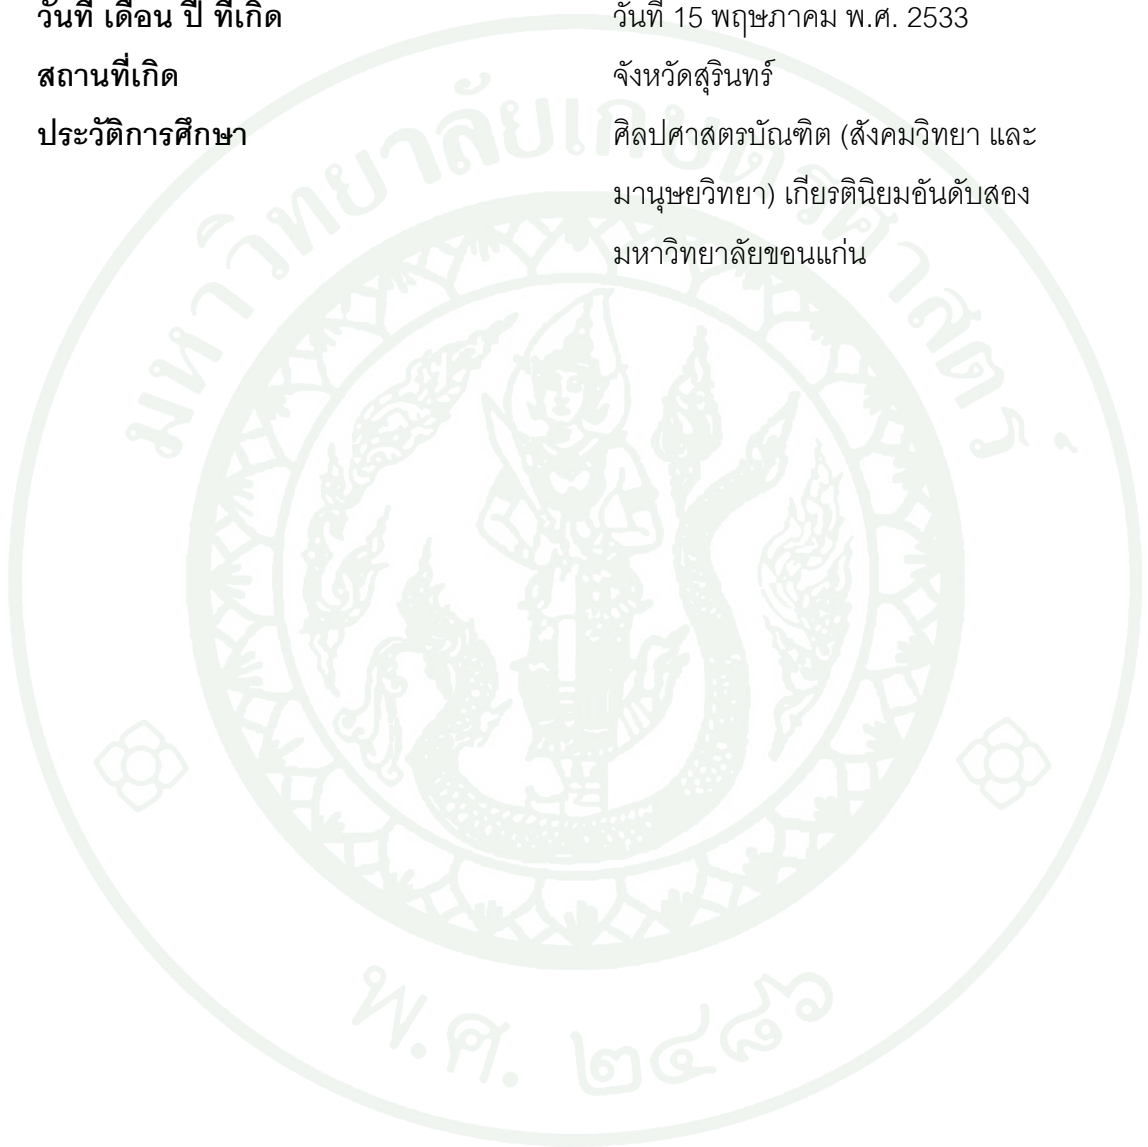 วันที่ เดือน ปี ที่เกิด วันที่ 15 พฤษภาคม พ.ศ. 2533
สถานที่เกิด จังหวัดสุรินทร์
ประวัติการศึกษา ศิลปศาสตรบัณฑิต (สังคมวิทยา และ
มานุษยวิทยา) เกียรตินิยมอันดับสอง
มหาวิทยาลัยขอนแก่น
มหาวิทยาลัยเกษตรศาสตร์
พ.ศ. ๒๔๘๖